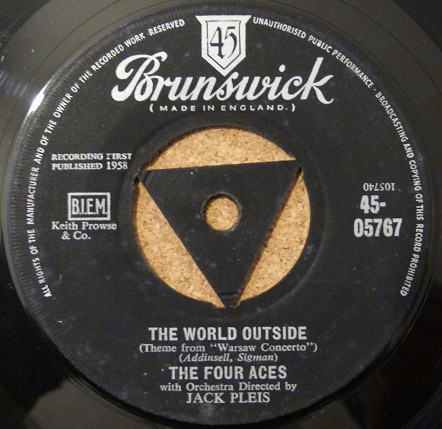 ALL RIGHTS OF THE MANUFACTURER AND OF THE OWNER OF THE RECORDED WORK RESERVED
UNAUTHORISED PUBLIC PERFORMANCE · BROADCASTING AND COPYING OF THIS RECORD PROHIBITED
45
Brunswick
( MADE IN ENGLAND. )
RECORDING FIRST
PUBLISHED 1958
B.I.E.M
Keith Prowse
& Co.
105740
45-
05767
THE WORLD OUTSIDE
(Theme from "Warsaw Concerto")
(Addinsell, Sigman)
THE FOUR ACES
with Orchestra Directed by
JACK PLEIS